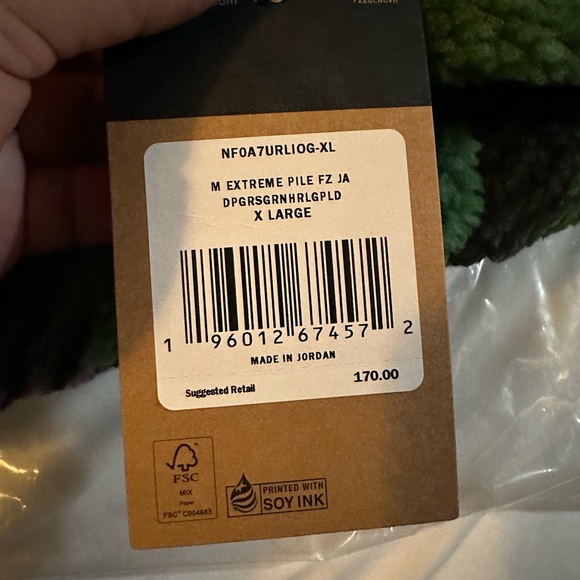 NF0A7URLIOG-XL
M EXTREME PILE FZ JA
DPGRSGRNHRLGPLD
X LARGE
1 96012 67457 2
MADE IN JORDAN
Suggested Retail 170.00
FSC
MIX
Paper
FSC® C004863
PRINTED WITH
SOY INK